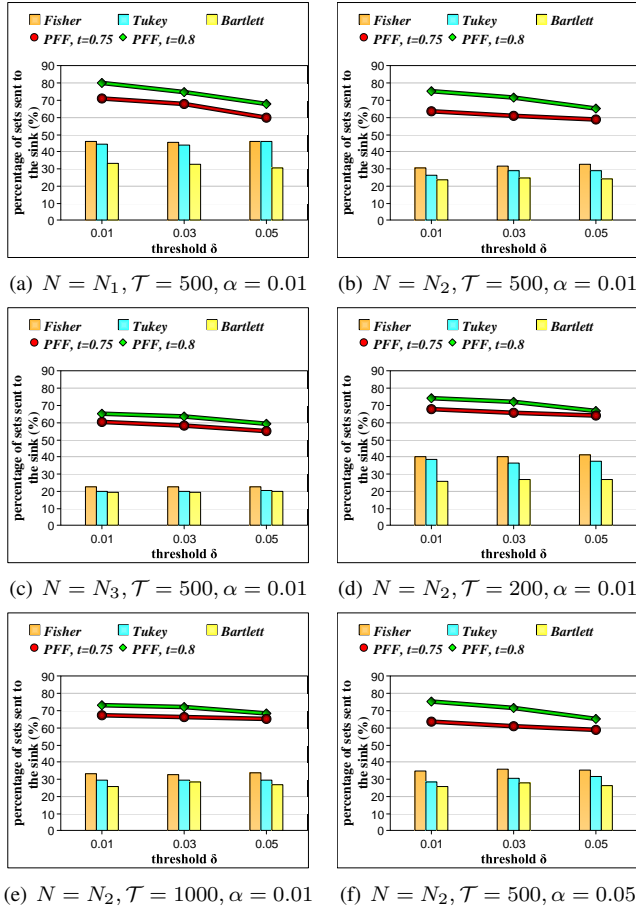 Fisher Tukey Bartlett
PFF, t=0.75 PFF, t=0.8
percentage of sets sent to
the sink (%)
90
80
70
60
50
40
30
20
10
0
0.01 0.03 0.05
threshold δ
(a) N = N₁, 𝒯 = 500, α = 0.01
Fisher Tukey Bartlett
PFF, t=0.75 PFF, t=0.8
percentage of sets sent to
the sink (%)
90
80
70
60
50
40
30
20
10
0
0.01 0.03 0.05
threshold δ
(b) N = N₂, 𝒯 = 500, α = 0.01
Fisher Tukey Bartlett
PFF, t=0.75 PFF, t=0.8
percentage of sets sent to
the sink (%)
90
80
70
60
50
40
30
20
10
0
0.01 0.03 0.05
threshold δ
(c) N = N₃, 𝒯 = 500, α = 0.01
Fisher Tukey Bartlett
PFF, t=0.75 PFF, t=0.8
percentage of sets sent to
the sink (%)
90
80
70
60
50
40
30
20
10
0
0.01 0.03 0.05
threshold δ
(d) N = N₂, 𝒯 = 200, α = 0.01
Fisher Tukey Bartlett
PFF, t=0.75 PFF, t=0.8
percentage of sets sent to
the sink (%)
90
80
70
60
50
40
30
20
10
0
0.01 0.03 0.05
threshold δ
(e) N = N₂, 𝒯 = 1000, α = 0.01
Fisher Tukey Bartlett
PFF, t=0.75 PFF, t=0.8
percentage of sets sent to
the sink (%)
90
80
70
60
50
40
30
20
10
0
0.01 0.03 0.05
threshold δ
(f) N = N₂, 𝒯 = 500, α = 0.05